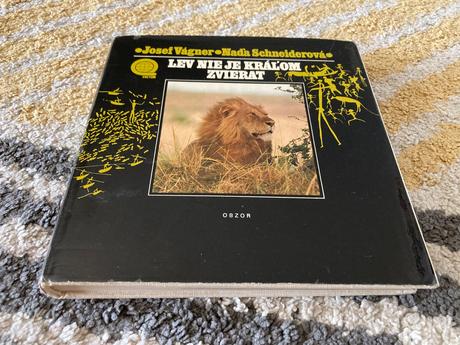 •Josef Vágner•Naďa Schneiderová•
LEV NIE JE KRÁĽOM
ZVIERAT
OBZOR